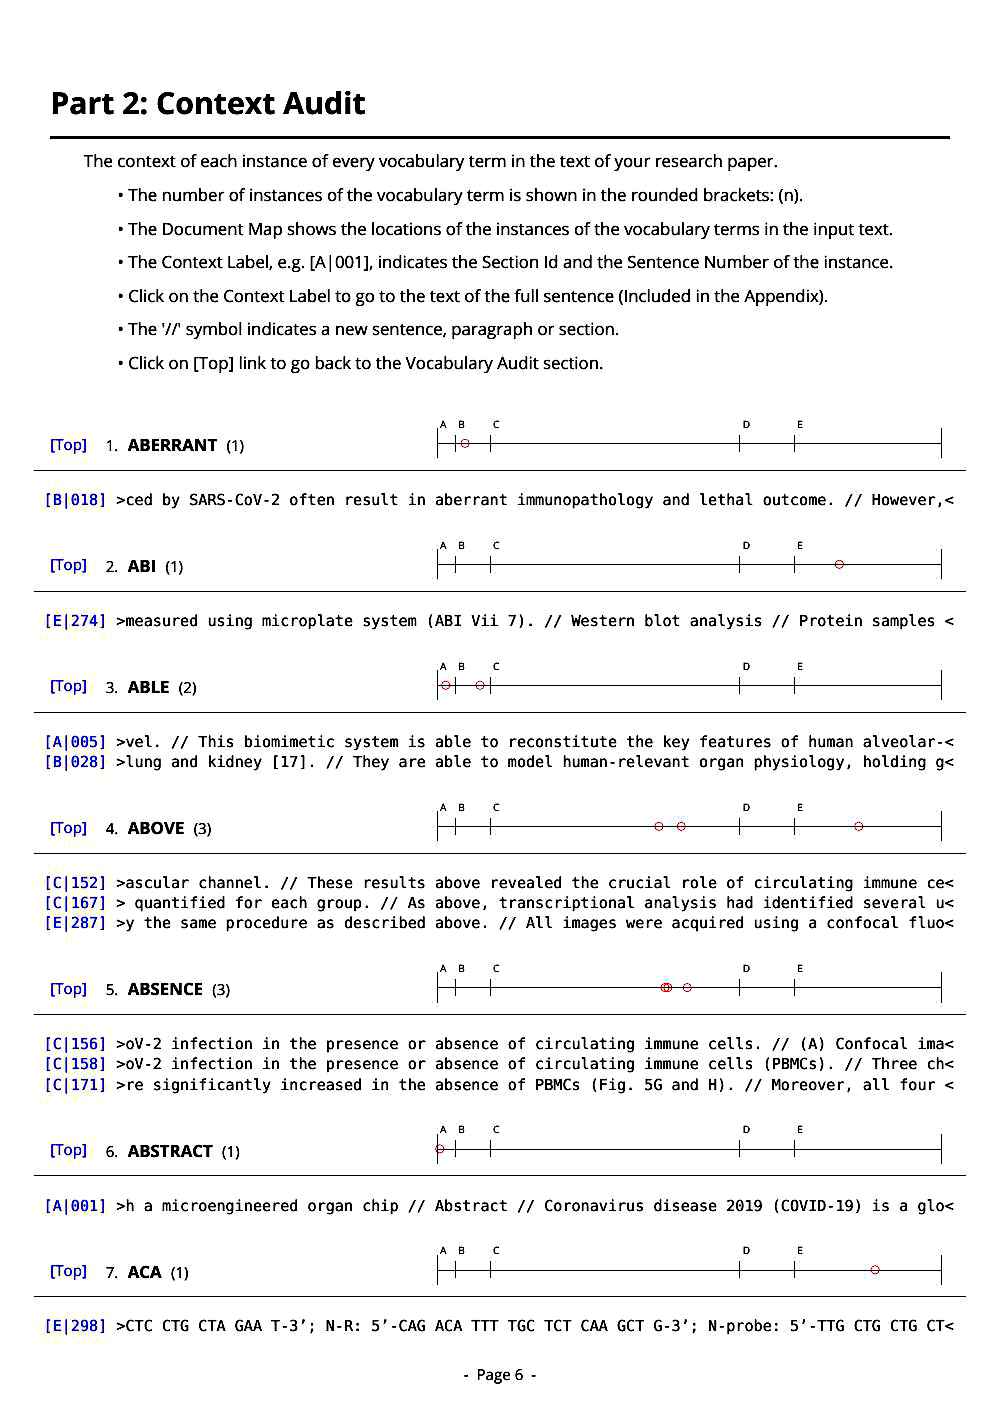 Part 2: Context Audit
The context of each instance of every vocabulary term in the text of your research paper.
• The number of instances of the vocabulary term is shown in the rounded brackets: (n).
• The Document Map shows the locations of the instances of the vocabulary terms in the input text.
• The Context Label, e.g. [A|001], indicates the Section Id and the Sentence Number of the instance.
• Click on the Context Label to go to the text of the full sentence (Included in the Appendix).
• The '//' symbol indicates a new sentence, paragraph or section.
• Click on [Top] link to go back to the Vocabulary Audit section.
A B C D E
[Top] 1. ABERRANT (1)
[B|018] >ced by SARS-CoV-2 often result in aberrant immunopathology and lethal outcome. // However,<
A B C D E
[Top] 2. ABI (1)
[E|274] >measured using microplate system (ABI Vii 7). // Western blot analysis // Protein samples <
A B C D E
[Top] 3. ABLE (2)
[A|005] >vel. // This biomimetic system is able to reconstitute the key features of human alveolar-<
[B|028] >lung and kidney [17]. // They are able to model human-relevant organ physiology, holding g<
A B C D E
[Top] 4. ABOVE (3)
[C|152] >ascular channel. // These results above revealed the crucial role of circulating immune ce<
[C|167] > quantified for each group. // As above, transcriptional analysis had identified several u<
[E|287] >y the same procedure as described above. // All images were acquired using a confocal fluo<
A B C D E
[Top] 5. ABSENCE (3)
[C|156] >oV-2 infection in the presence or absence of circulating immune cells. // (A) Confocal ima<
[C|158] >oV-2 infection in the presence or absence of circulating immune cells (PBMCs). // Three ch<
[C|171] >re significantly increased in the absence of PBMCs (Fig. 5G and H). // Moreover, all four <
A B C D E
[Top] 6. ABSTRACT (1)
[A|001] >h a microengineered organ chip // Abstract // Coronavirus disease 2019 (COVID-19) is a glo<
A B C D E
[Top] 7. ACA (1)
[E|298] >CTC CTG CTA GAA T-3’; N-R: 5’-CAG ACA TTT TGC TCT CAA GCT G-3’; N-probe: 5’-TTG CTG CTG CT<
- Page 6 -